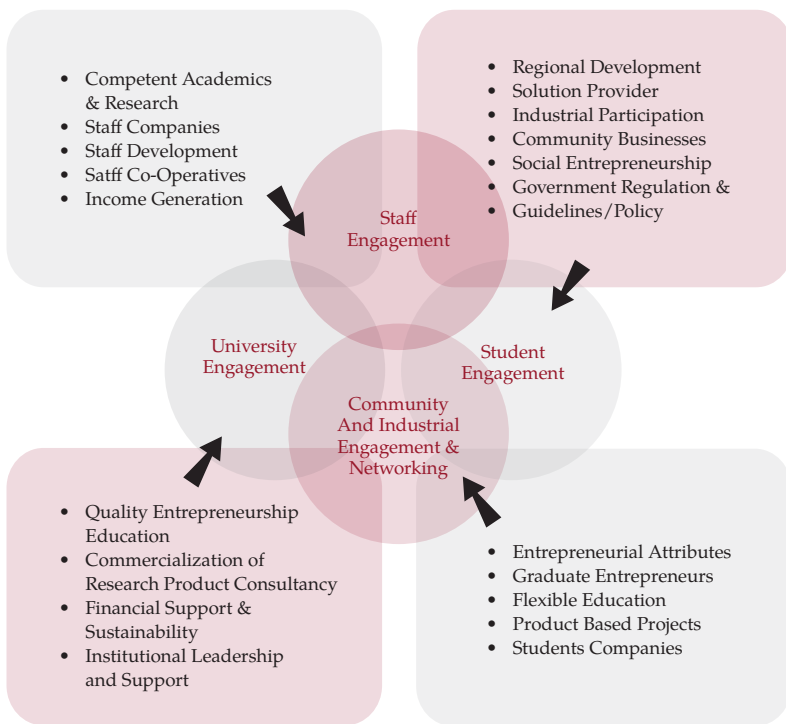 • Competent Academics
& Research
• Staff Companies
• Staff Development
• Satff Co-Operatives
• Income Generation
• Regional Development
• Solution Provider
• Industrial Participation
• Community Businesses
• Social Entrepreneurship
• Government Regulation &
• Guidelines/Policy
Staff
Engagement
University
Engagement
Student
Engagement
Community
And Industrial
Engagement &
Networking
• Quality Entrepreneurship
Education
• Commercialization of
Research Product Consultancy
• Financial Support &
Sustainability
• Institutional Leadership
and Support
• Entrepreneurial Attributes
• Graduate Entrepreneurs
• Flexible Education
• Product Based Projects
• Students Companies